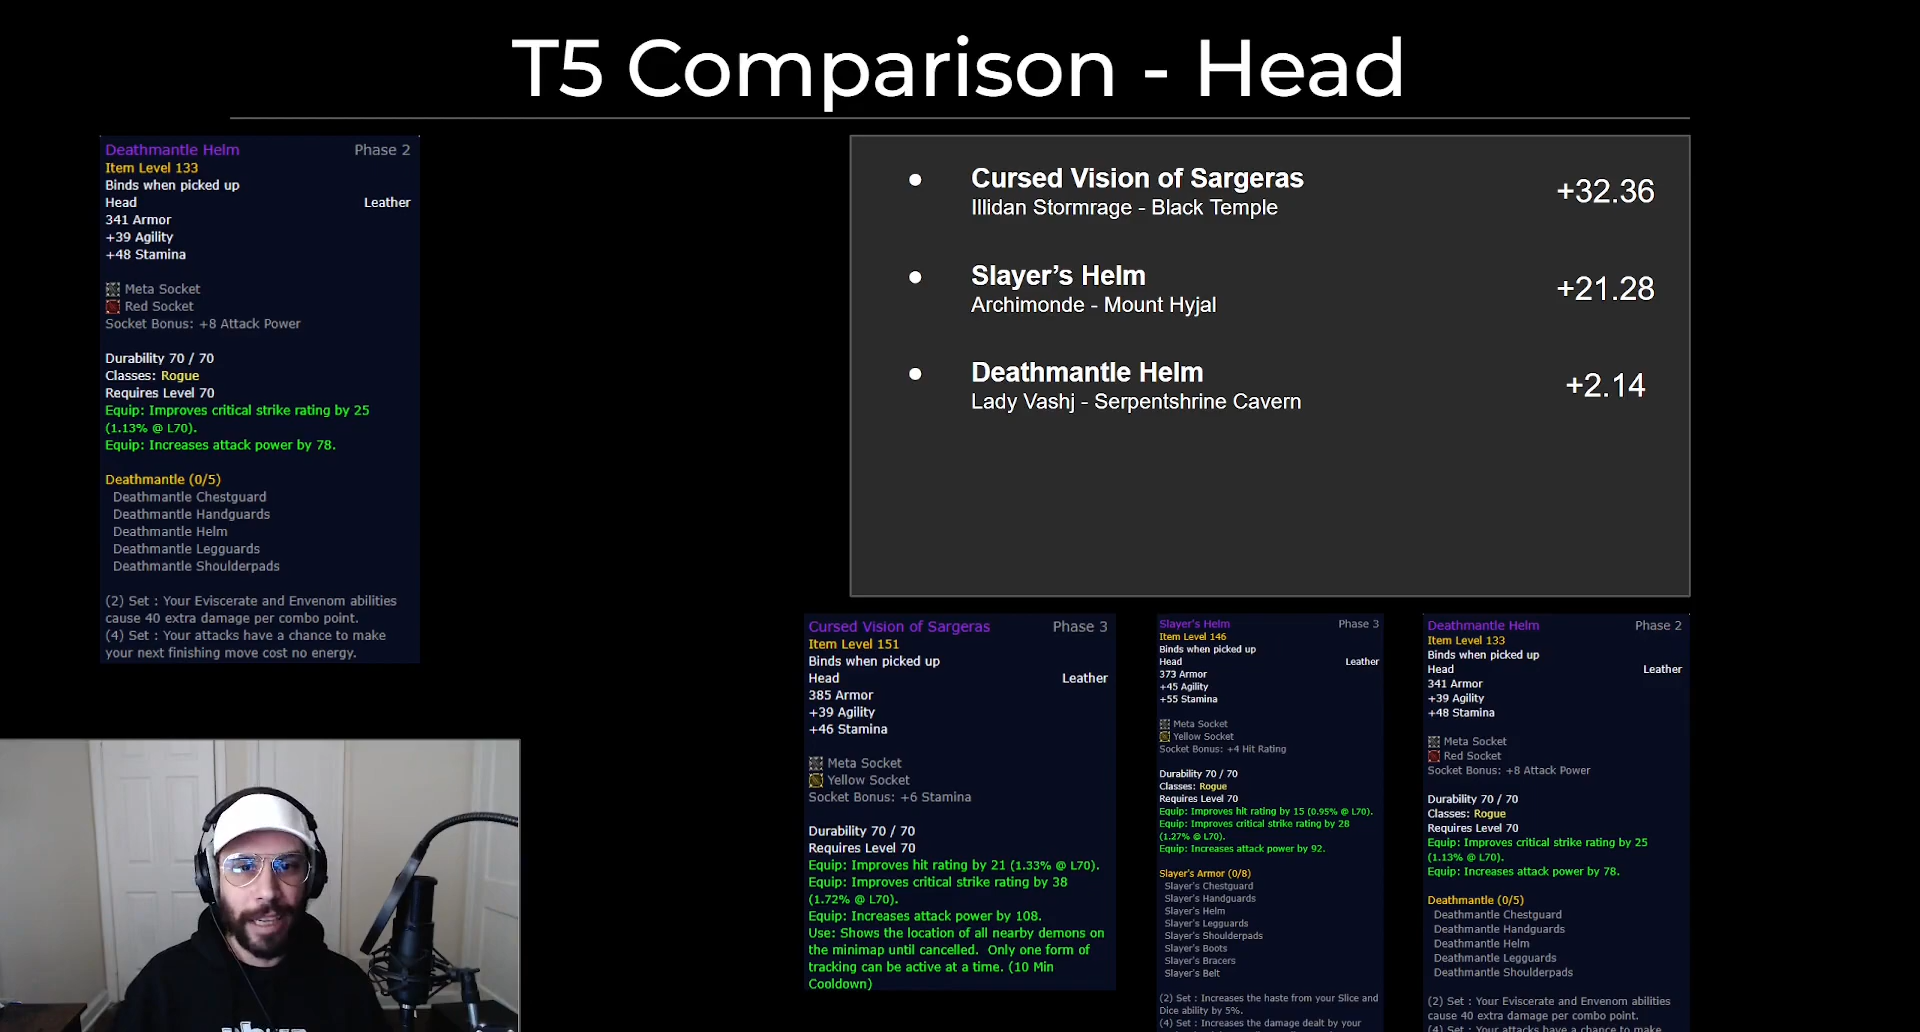 T5 Comparison - Head
Deathmantle Helm Phase 2
Item Level 133
Binds when picked up
Head Leather
341 Armor
+39 Agility
+48 Stamina
Meta Socket
Red Socket
Socket Bonus: +8 Attack Power
Durability 70 / 70
Classes: Rogue
Requires Level 70
Equip: Improves critical strike rating by 25
(1.13% @ L70).
Equip: Increases attack power by 78.
Deathmantle (0/5)
Deathmantle Chestguard
Deathmantle Handguards
Deathmantle Helm
Deathmantle Legguards
Deathmantle Shoulderpads
(2) Set : Your Eviscerate and Envenom abilities
cause 40 extra damage per combo point.
(4) Set : Your attacks have a chance to make
your next finishing move cost no energy.
● Cursed Vision of Sargeras +32.36
Illidan Stormrage - Black Temple
● Slayer’s Helm +21.28
Archimonde - Mount Hyjal
● Deathmantle Helm +2.14
Lady Vashj - Serpentshrine Cavern
Cursed Vision of Sargeras Phase 3
Item Level 151
Binds when picked up
Head Leather
385 Armor
+39 Agility
+46 Stamina
Meta Socket
Yellow Socket
Socket Bonus: +6 Stamina
Durability 70 / 70
Requires Level 70
Equip: Improves hit rating by 21 (1.33% @ L70).
Equip: Improves critical strike rating by 38
(1.72% @ L70).
Equip: Increases attack power by 108.
Use: Shows the location of all nearby demons on
the minimap until cancelled. Only one form of
tracking can be active at a time. (10 Min
Cooldown)
Slayer's Helm Phase 3
Item Level 146
Binds when picked up
Head Leather
373 Armor
+45 Agility
+55 Stamina
Meta Socket
Yellow Socket
Socket Bonus: +4 Hit Rating
Durability 70 / 70
Classes: Rogue
Requires Level 70
Equip: Improves hit rating by 15 (0.95% @ L70).
Equip: Improves critical strike rating by 28
(1.27% @ L70).
Equip: Increases attack power by 92.
Slayer's Armor (0/8)
Slayer's Chestguard
Slayer's Handguards
Slayer's Helm
Slayer's Legguards
Slayer's Shoulderpads
Slayer's Boots
Slayer's Bracers
Slayer's Belt
(2) Set : Increases the haste from your Slice and
Dice ability by 5%.
(4) Set : Increases the damage dealt by your
Deathmantle Helm Phase 2
Item Level 133
Binds when picked up
Head Leather
341 Armor
+39 Agility
+48 Stamina
Meta Socket
Red Socket
Socket Bonus: +8 Attack Power
Durability 70 / 70
Classes: Rogue
Requires Level 70
Equip: Improves critical strike rating by 25
(1.13% @ L70).
Equip: Increases attack power by 78.
Deathmantle (0/5)
Deathmantle Chestguard
Deathmantle Handguards
Deathmantle Helm
Deathmantle Legguards
Deathmantle Shoulderpads
(2) Set : Your Eviscerate and Envenom abilities
cause 40 extra damage per combo point.
(4) Set : Your attacks have a chance to make